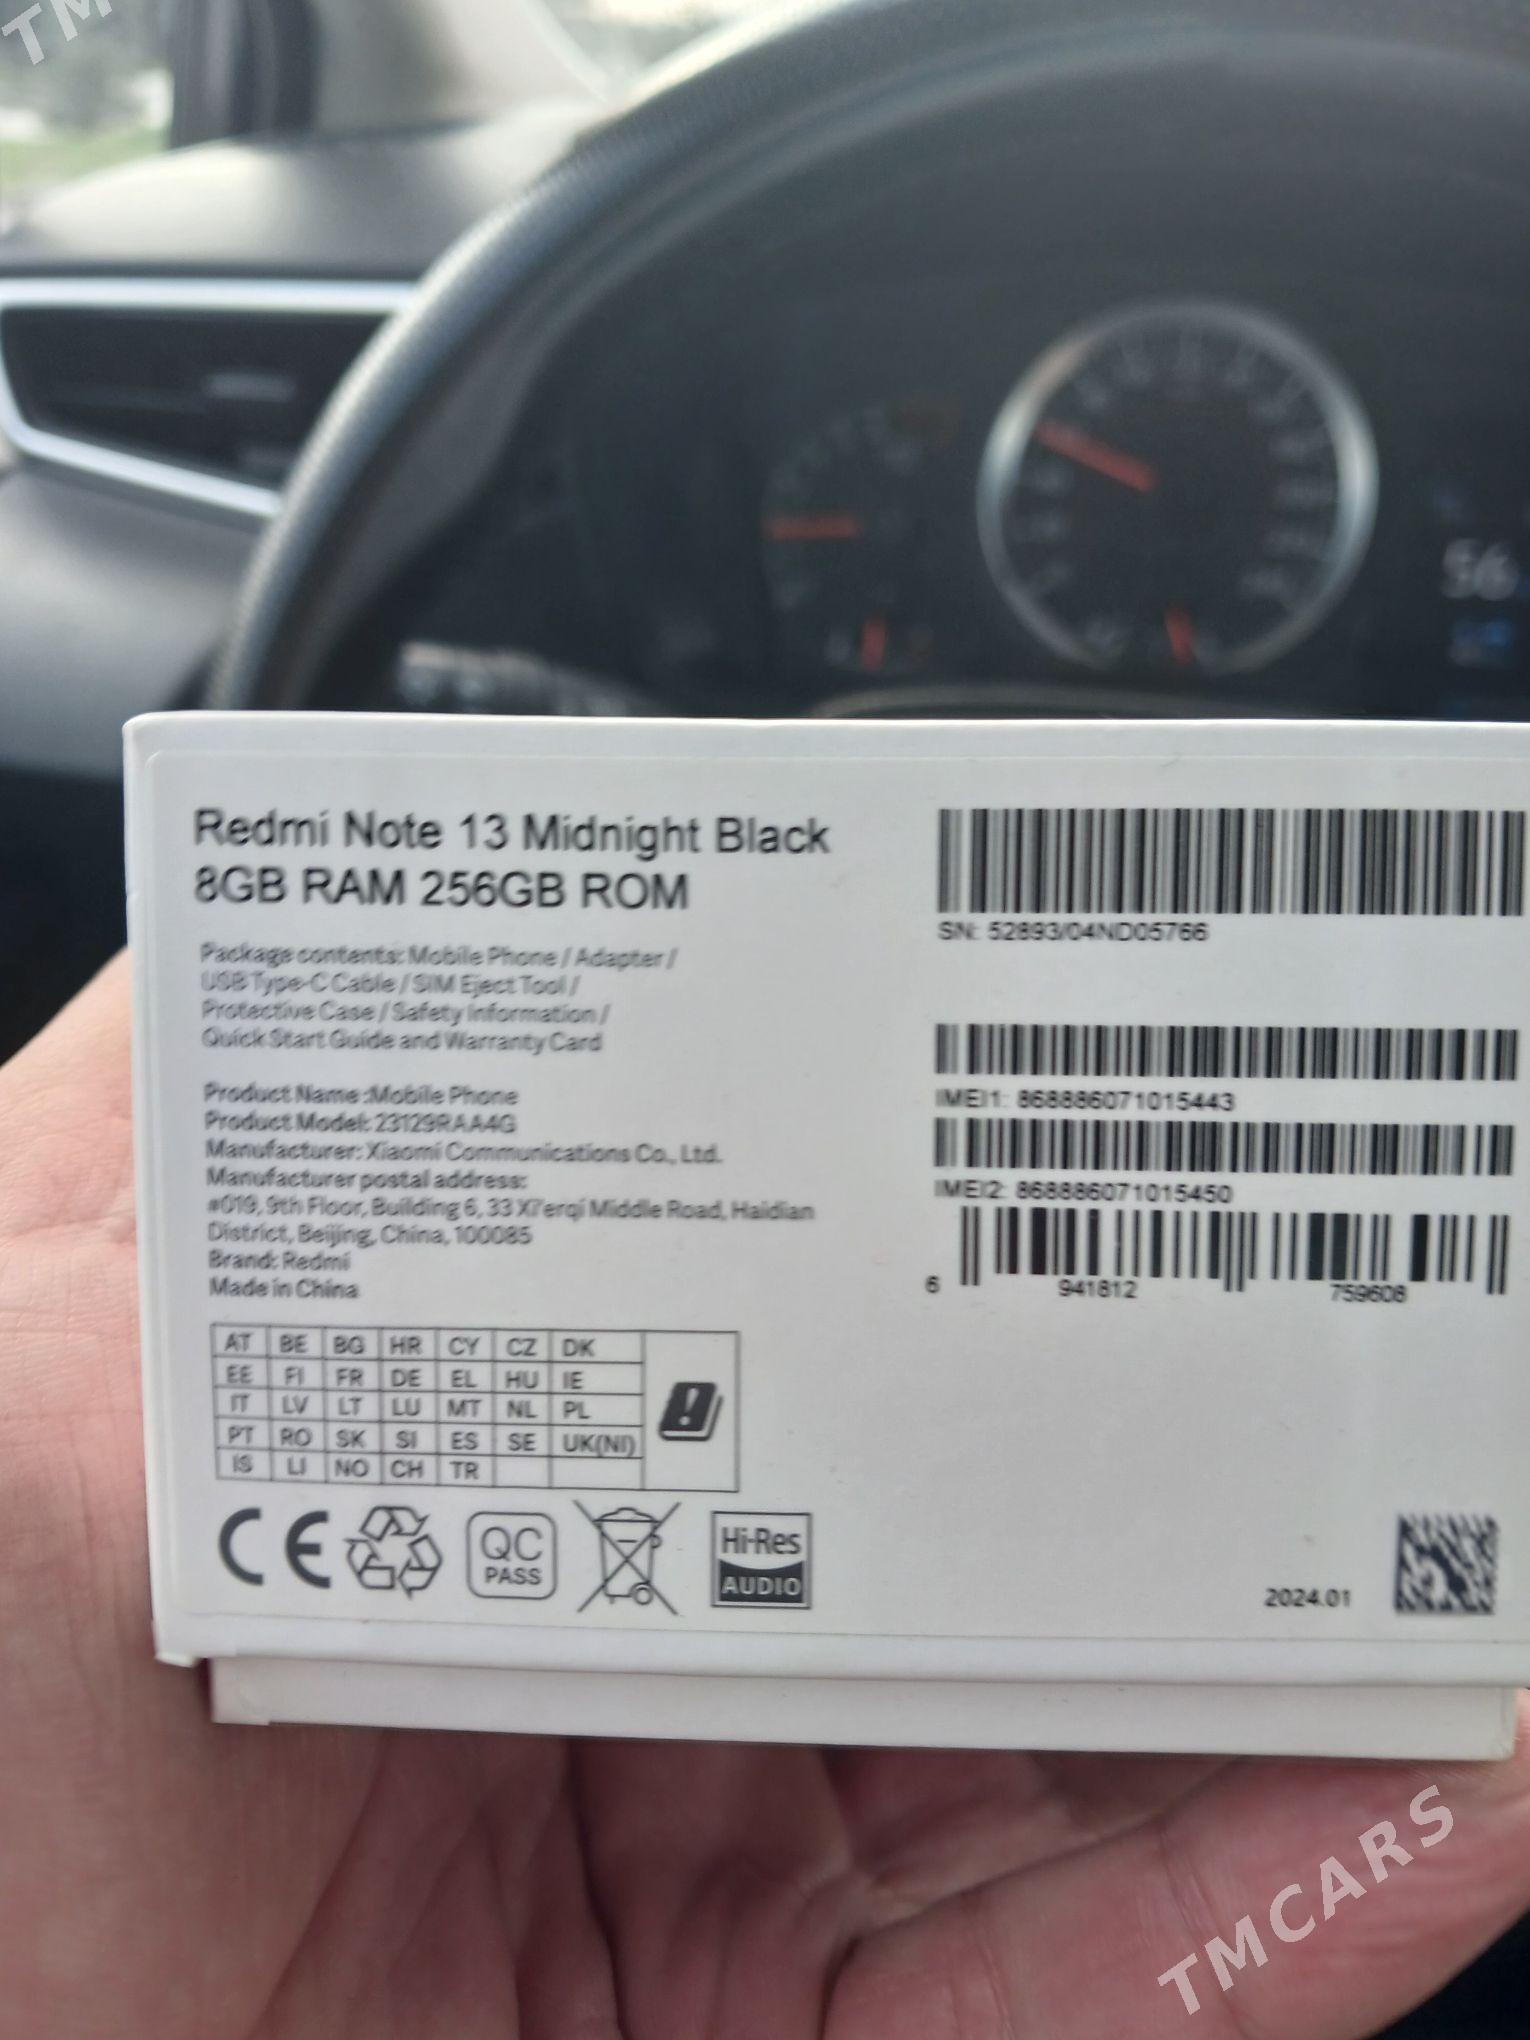 TM
56
Redmi Note 13 Midnight Black
8GB RAM 256GB ROM
Package contents: Mobile Phone / Adapter /
USB Type-C Cable / SIM Eject Tool /
Protective Case / Safety Information /
Quick Start Guide and Warranty Card
Product Name :Mobile Phone
Product Model: 23129RAA4G
Manufacturer: Xiaomi Communications Co., Ltd.
Manufacturer postal address:
#019, 9th Floor, Building 6, 33 Xi'erqi Middle Road, Haidian
District, Beijing, China, 100085
Brand: Redmi
Made in China
SN: 52893/04ND05766
IMEI1: 868886071015443
IMEI2: 868886071015450
6 941812 759608
AT BE BG HR CY CZ DK
EE FI FR DE EL HU IE
IT LV LT LU MT NL PL
PT RO SK SI ES SE UK(NI)
IS LI NO CH TR
CE
QC
PASS
Hi-Res
AUDIO
2024.01
TMCARS